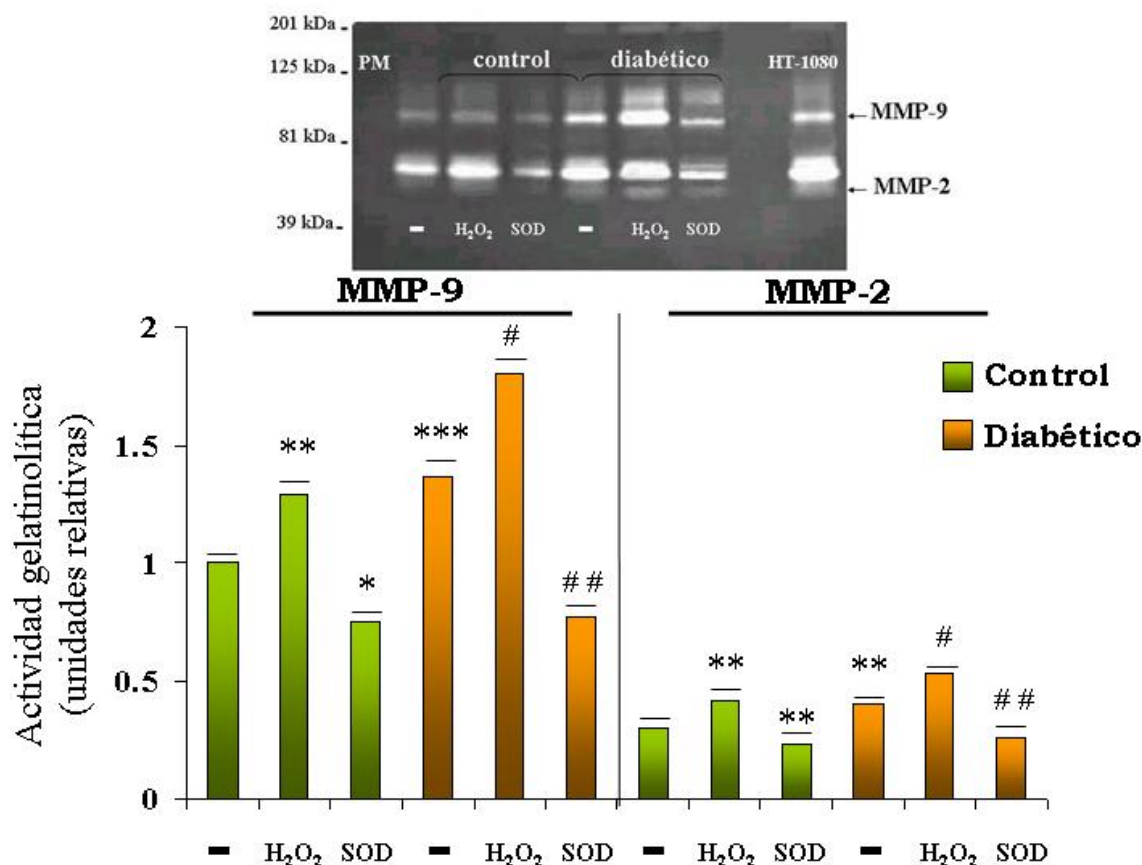 201 kDa
125 kDa
81 kDa
39 kDa
PM control diabético HT-1080
MMP-9
MMP-2
- H₂O₂ SOD - H₂O₂ SOD
MMP-9 MMP-2
Actividad gelatinolítica
(unidades relativas)
2
1.5
1
0.5
0
** * *** # ##
** ** ** # ##
Control
Diabético
- H₂O₂ SOD - H₂O₂ SOD - H₂O₂ SOD - H₂O₂ SOD